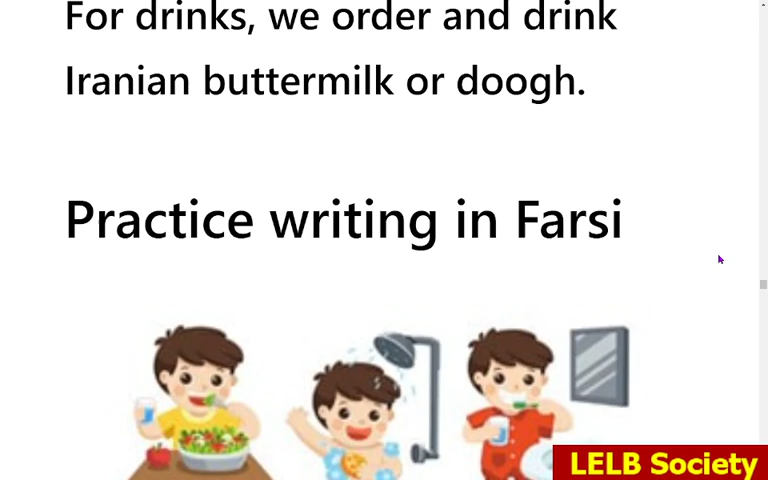 For drinks, we order and drink
Iranian buttermilk or doogh.
Practice writing in Farsi
LELB Society